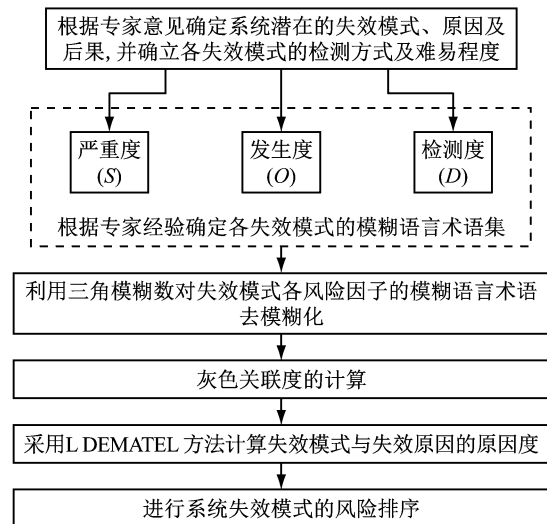 根据专家意见确定系统潜在的失效模式、原因及
后果,并确立各失效模式的检测方式及难易程度
严重度
(S)
发生度
(O)
检测度
(D)
根据专家经验确定各失效模式的模糊语言术语集
利用三角模糊数对失效模式各风险因子的模糊语言术语
去模糊化
灰色关联度的计算
采用L DEMATEL 方法计算失效模式与失效原因的原因度
进行系统失效模式的风险排序